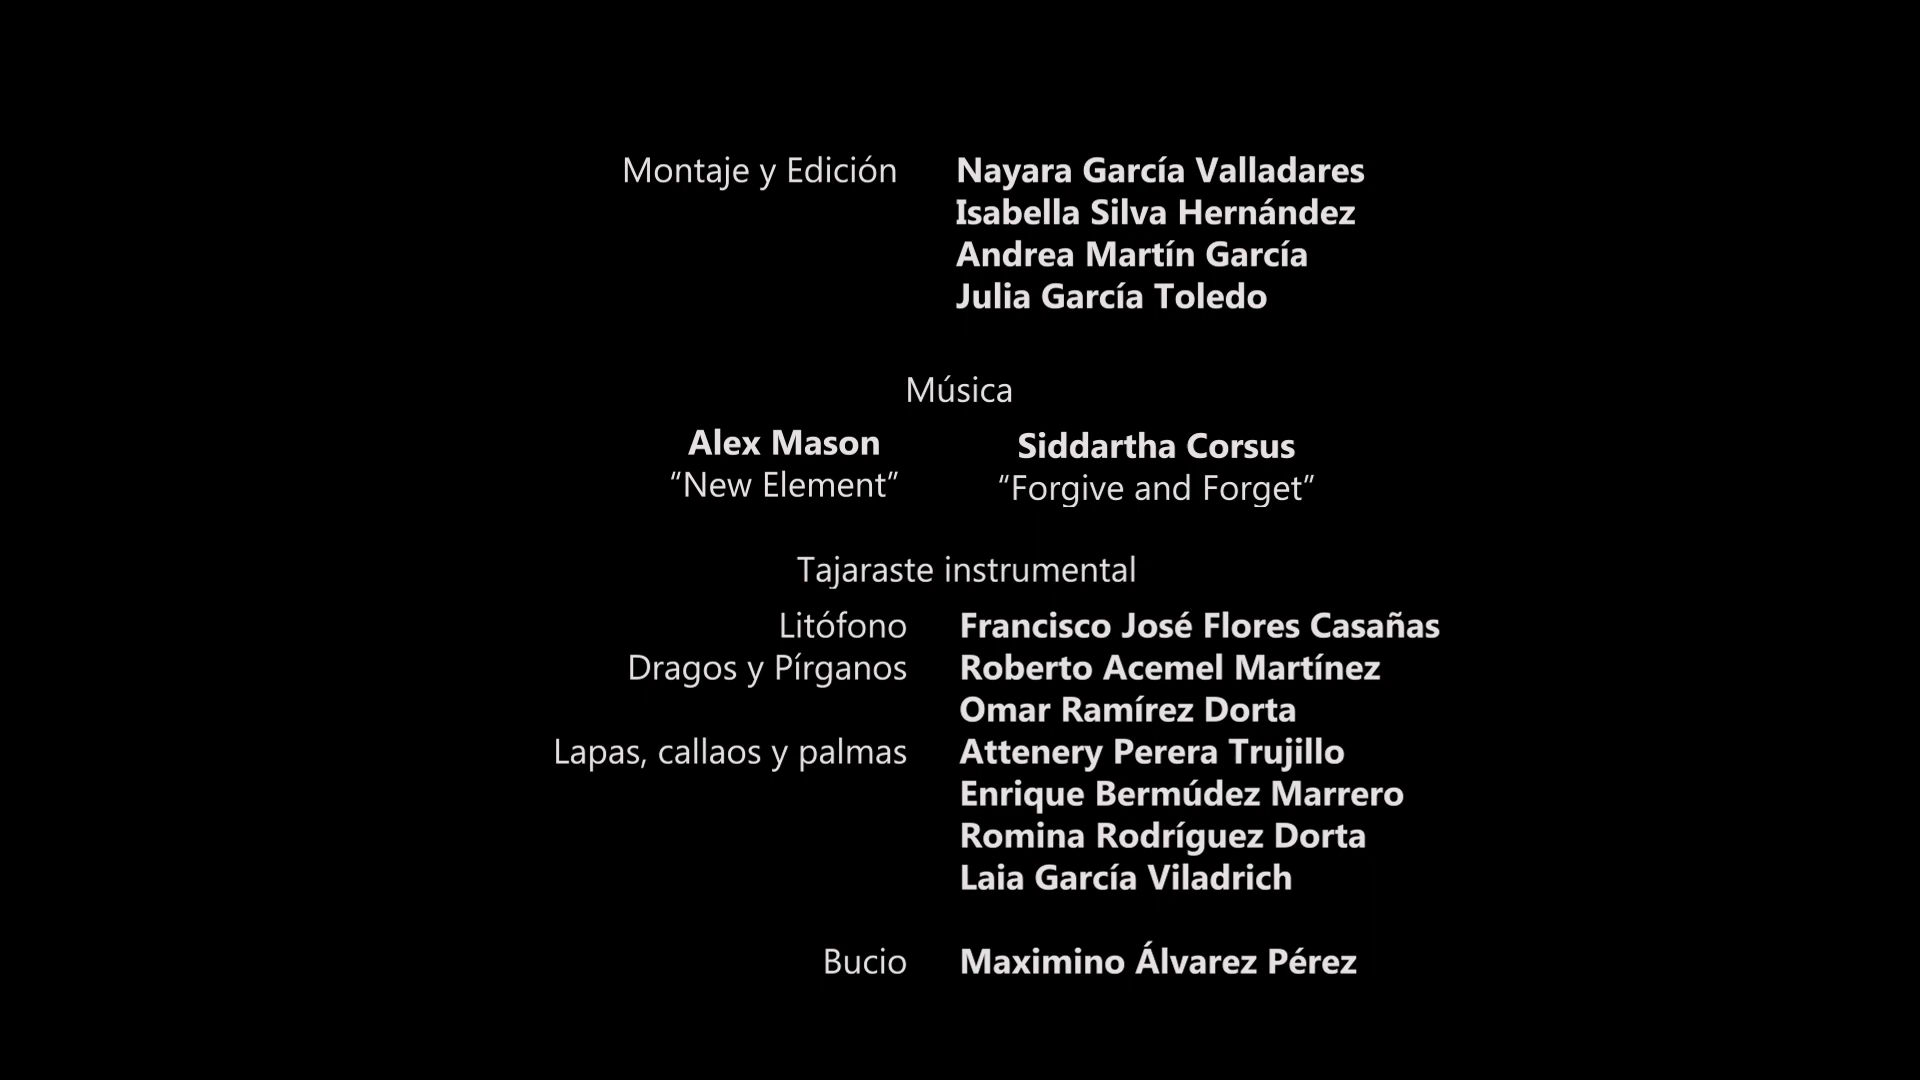 Montaje y Edición Nayara García Valladares
Isabella Silva Hernández
Andrea Martín García
Julia García Toledo
Música
Alex Mason Siddartha Corsus
“New Element” “Forgive and Forget”
Tajaraste instrumental
Litófono Francisco José Flores Casañas
Dragos y Pírganos Roberto Acemel Martínez
Omar Ramírez Dorta
Lapas, callaos y palmas Attenery Perera Trujillo
Enrique Bermúdez Marrero
Romina Rodríguez Dorta
Laia García Viladrich
Bucio Maximino Álvarez Pérez